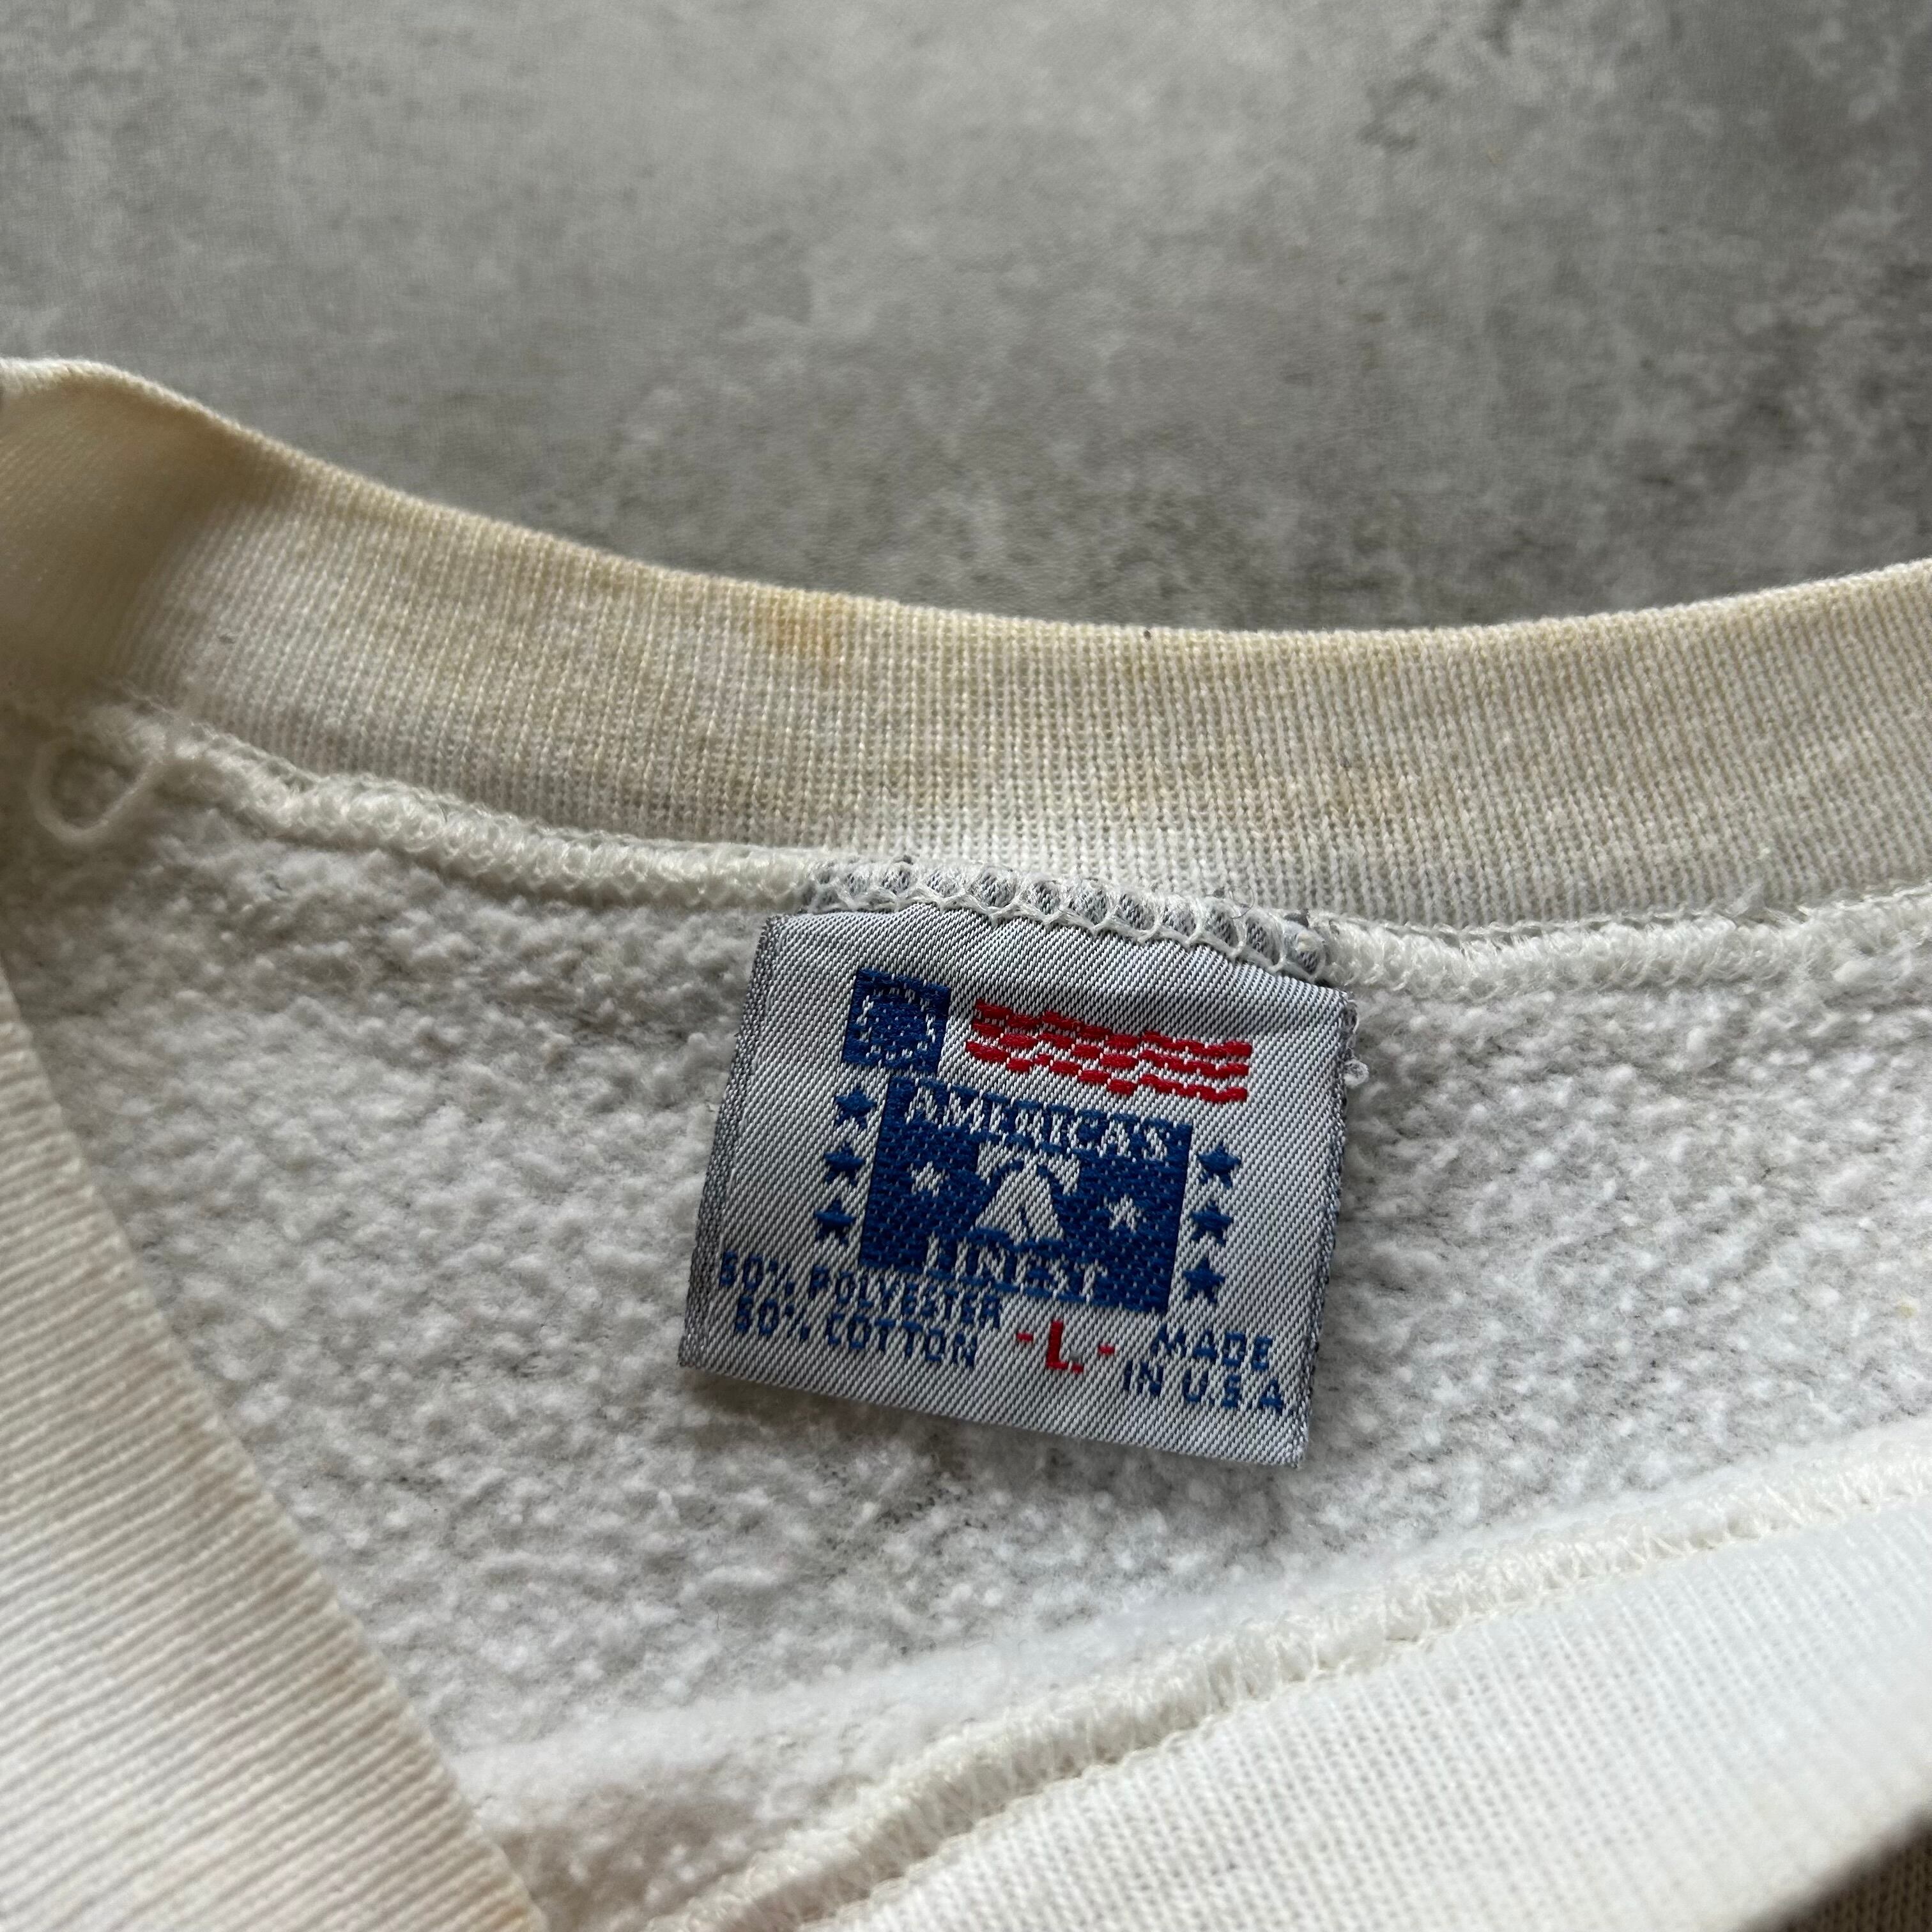 AMERICA'S
FINEST
50% POLYESTER
50% COTTON
-L.-
MADE
IN U.S.A.